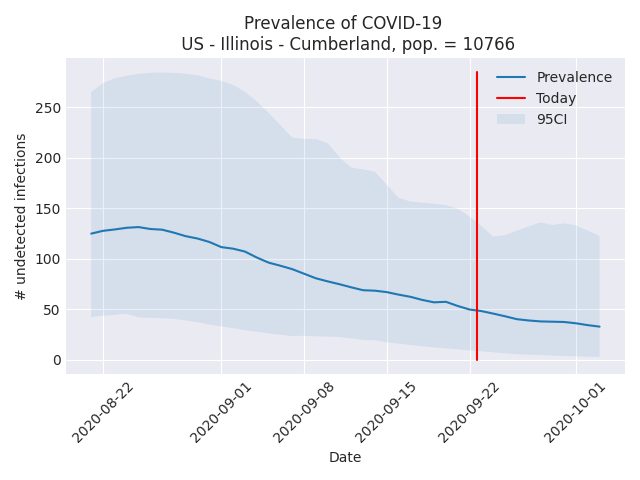 Prevalence of COVID-19
US - Illinois - Cumberland, pop. = 10766
Prevalence
Today
95CI
# undetected infections
250
200
150
100
50
0
2020-08-22
2020-09-01
2020-09-08
2020-09-15
2020-09-22
2020-10-01
Date